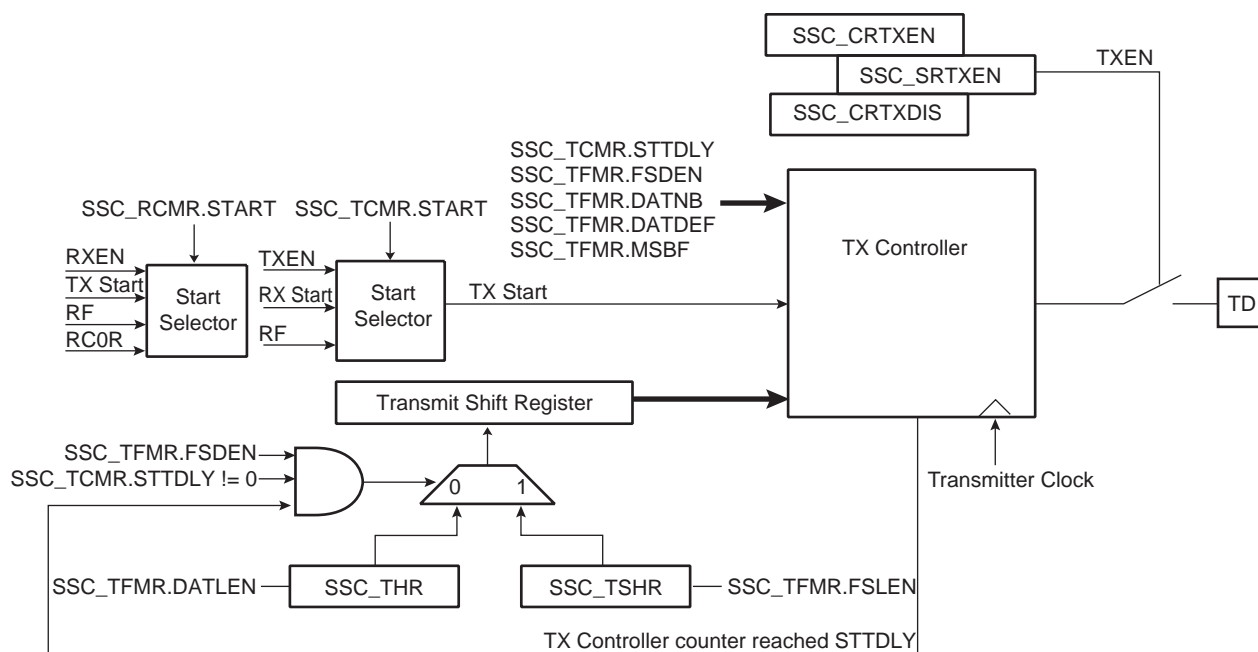 SSC_CRTXEN
SSC_SRTXEN
TXEN
SSC_CRTXDIS
SSC_TCMR.STTDLY
SSC_TFMR.FSDEN
SSC_TFMR.DATNB
SSC_TFMR.DATDEF
SSC_TFMR.MSBF
TX Controller
SSC_RCMR.START
SSC_TCMR.START
RXEN
TX Start
RF
RC0R
Start
Selector
TXEN
RX Start
RF
Start
Selector
TX Start
TD
Transmit Shift Register
SSC_TFMR.FSDEN
SSC_TCMR.STTDLY != 0
0
1
Transmitter Clock
SSC_TFMR.DATLEN
SSC_THR
SSC_TSHR
SSC_TFMR.FSLEN
TX Controller counter reached STTDLY